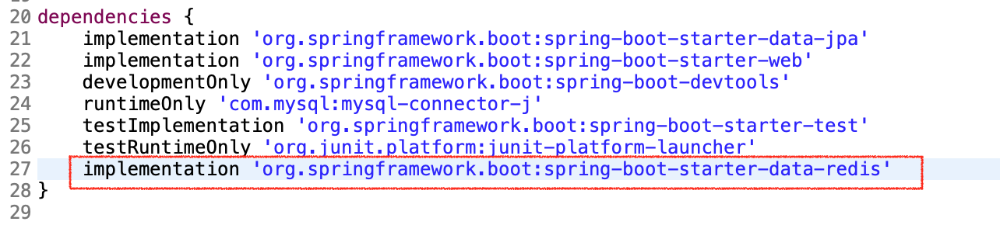 20 dependencies {
21     implementation 'org.springframework.boot:spring-boot-starter-data-jpa'
22     implementation 'org.springframework.boot:spring-boot-starter-web'
23     developmentOnly 'org.springframework.boot:spring-boot-devtools'
24     runtimeOnly 'com.mysql:mysql-connector-j'
25     testImplementation 'org.springframework.boot:spring-boot-starter-test'
26     testRuntimeOnly 'org.junit.platform:junit-platform-launcher'
27     implementation 'org.springframework.boot:spring-boot-starter-data-redis'
28 }
29